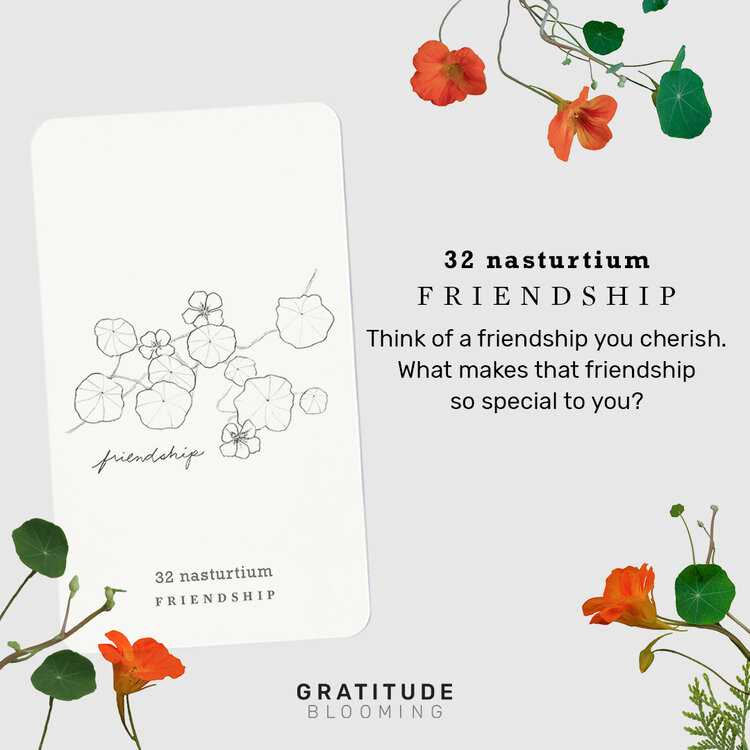 friendship
32 nasturtium
FRIENDSHIP
32 nasturtium
FRIENDSHIP
Think of a friendship you cherish.
What makes that friendship
so special to you?
GRATITUDE
BLOOMING